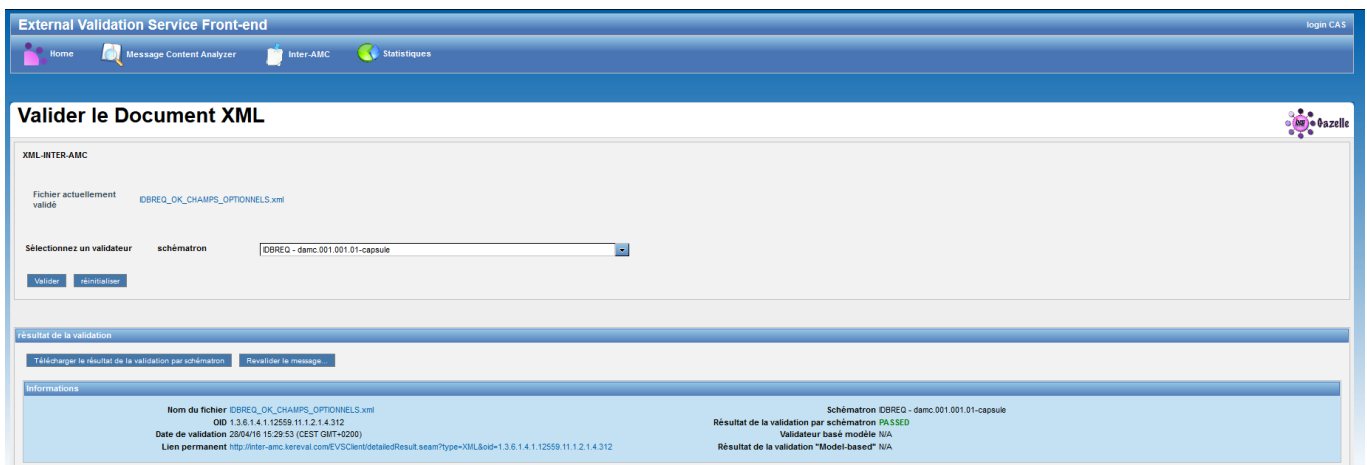 External Validation Service Front-end
login CAS
Home Message Content Analyzer Inter-AMC Statistiques
Valider le Document XML
Gazelle
XML-INTER-AMC
Fichier actuellement validé IDBREQ_OK_CHAMPS_OPTIONNELS.xml
Sélectionnez un validateur schématron IDBREQ - damc.001.001.01-capsule
Valider réinitialiser
résultat de la validation
Télécharger le résultat de la validation par schématron Revalider le message...
Informations
Nom du fichier IDBREQ_OK_CHAMPS_OPTIONNELS.xml
OID 1.3.6.1.4.1.12559.11.1.2.1.4.312
Date de validation 28/04/16 15:29:53 (CEST GMT+0200)
Lien permanent http://inter-amc.kereval.com/EVSClient/detailedResult.seam?type=XML&oid=1.3.6.1.4.1.12559.11.1.2.1.4.312
Schématron IDBREQ - damc.001.001.01-capsule
Résultat de la validation par schématron PASSED
Validateur basé modèle N/A
Résultat de la validation "Model-based" N/A